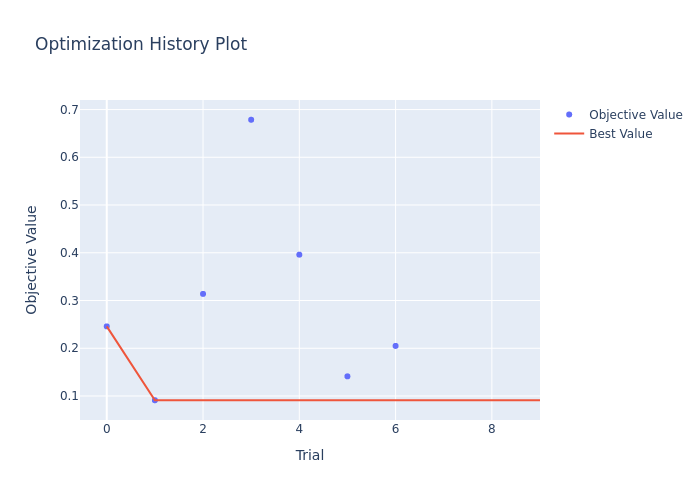 Optimization History Plot
Objective Value
Best Value
0.7
0.6
0.5
0.4
0.3
0.2
0.1
Objective Value
0 2 4 6 8
Trial